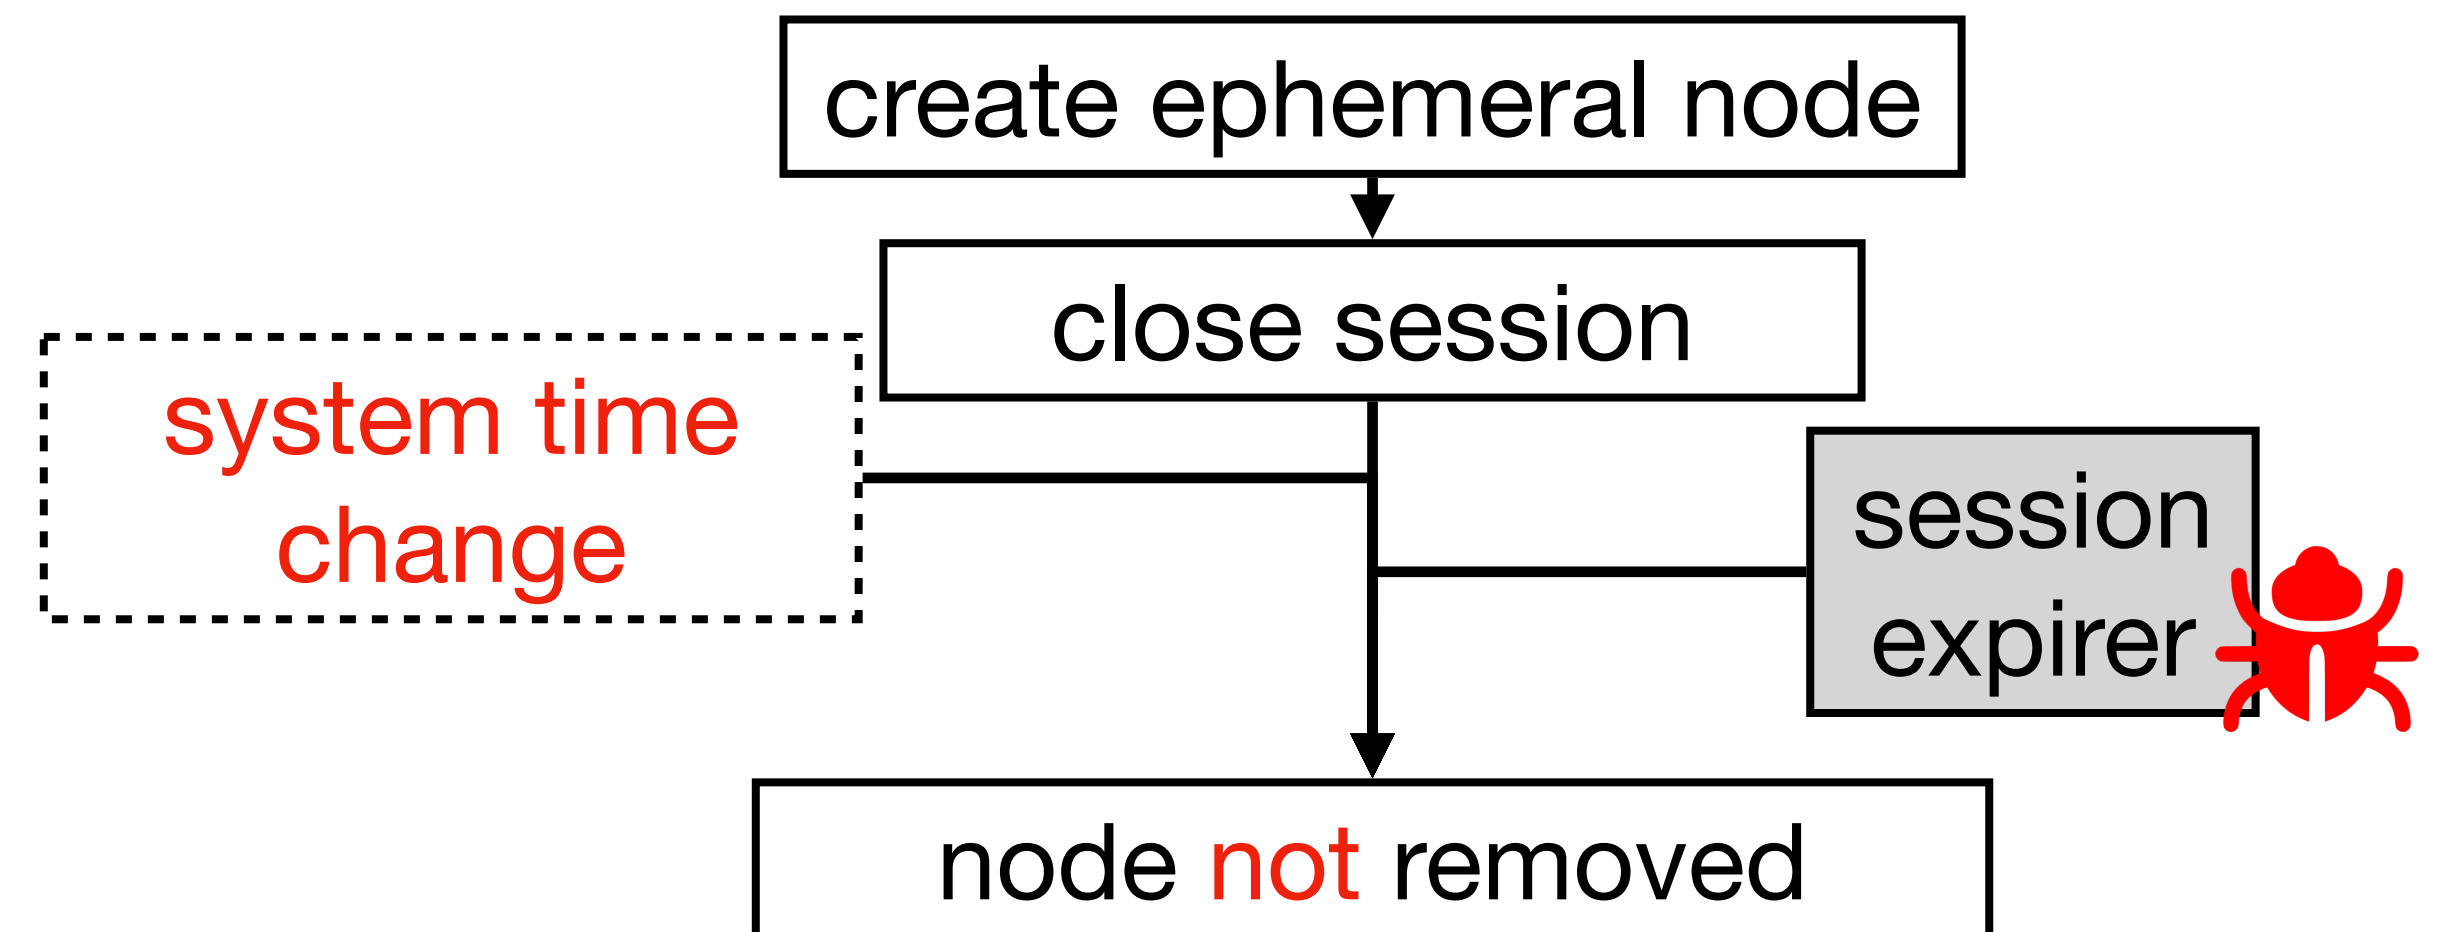 create ephemeral node
close session
system time
change
session
expirer
node not removed